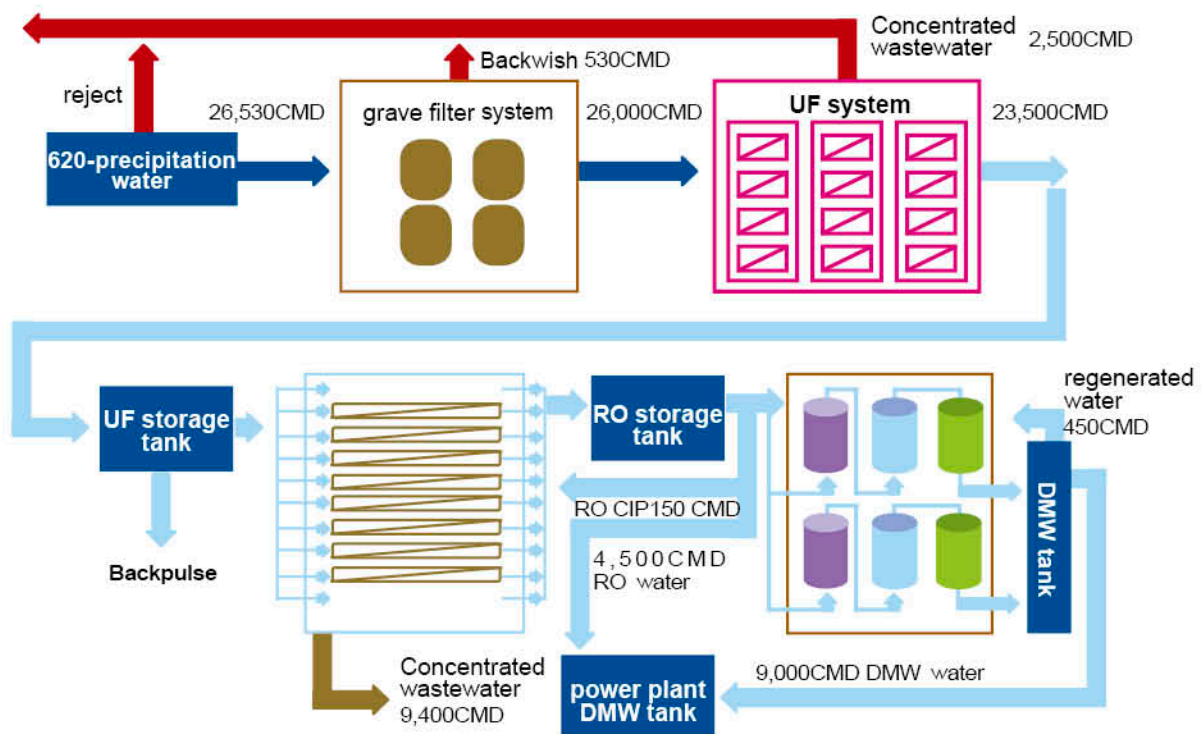 Concentrated
wastewater 2,500CMD
Backwish 530CMD
reject
26,530CMD
grave filter system
26,000CMD
UF system
23,500CMD
620-precipitation
water
UF storage
tank
Backpulse
RO storage
tank
regenerated
water
450CMD
RO CIP150 CMD
4,500CMD
RO water
DMW tank
Concentrated
wastewater
9,400CMD
power plant
DMW tank
9,000CMD DMW water